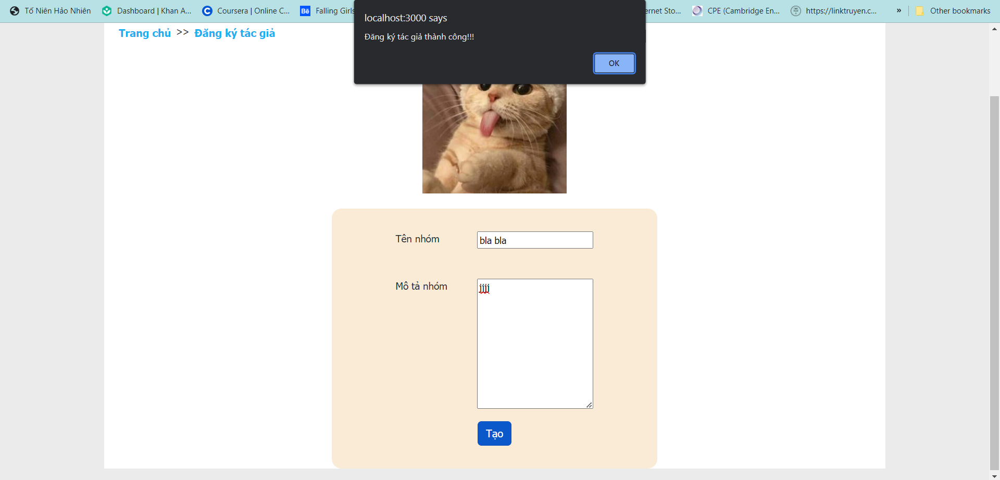 Tố Niên Hảo Nhiên Dashboard | Khan A... Coursera | Online C... Bē Falling Girls ernet Sto... CPE (Cambridge En... https://linktruyen.c... » Other bookmarks
localhost:3000 says
Đăng ký tác giả thành công!!!
OK
Trang chủ >> Đăng ký tác giả
Tên nhóm bla bla
Mô tả nhóm jjjj
Tạo